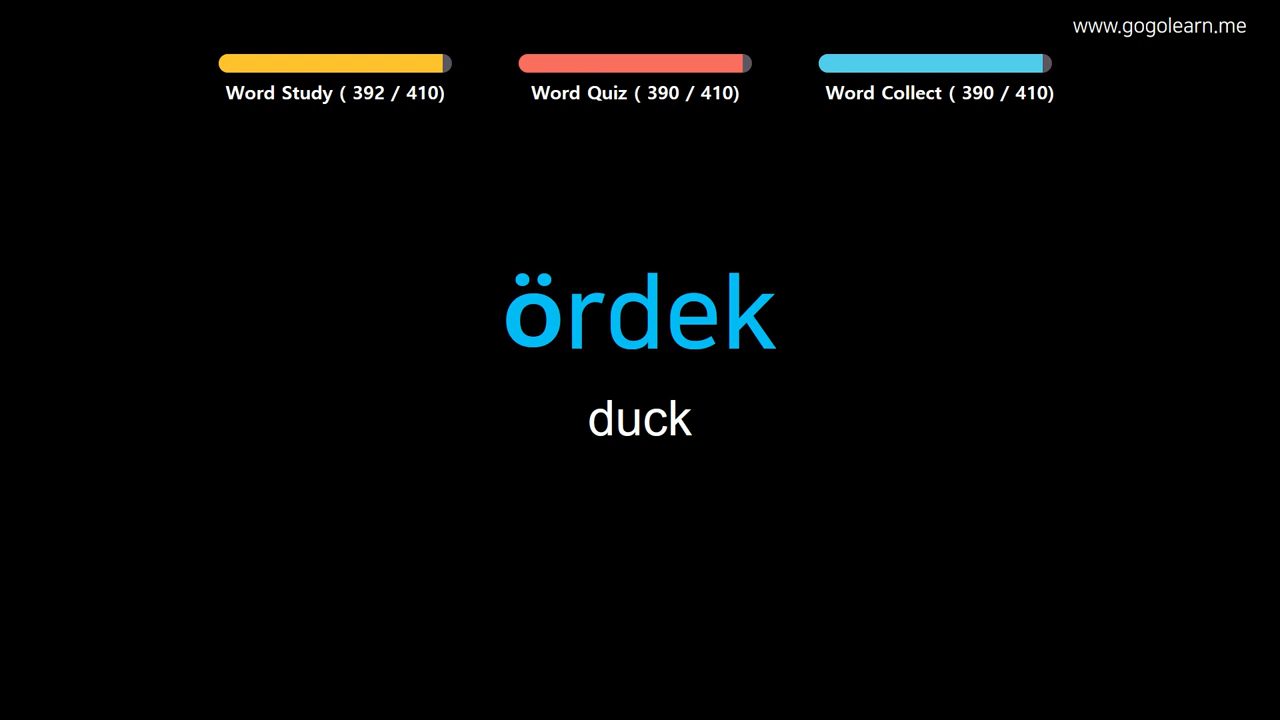 www.gogolearn.me
Word Study ( 392 / 410)
Word Quiz ( 390 / 410)
Word Collect ( 390 / 410)
ördek
duck